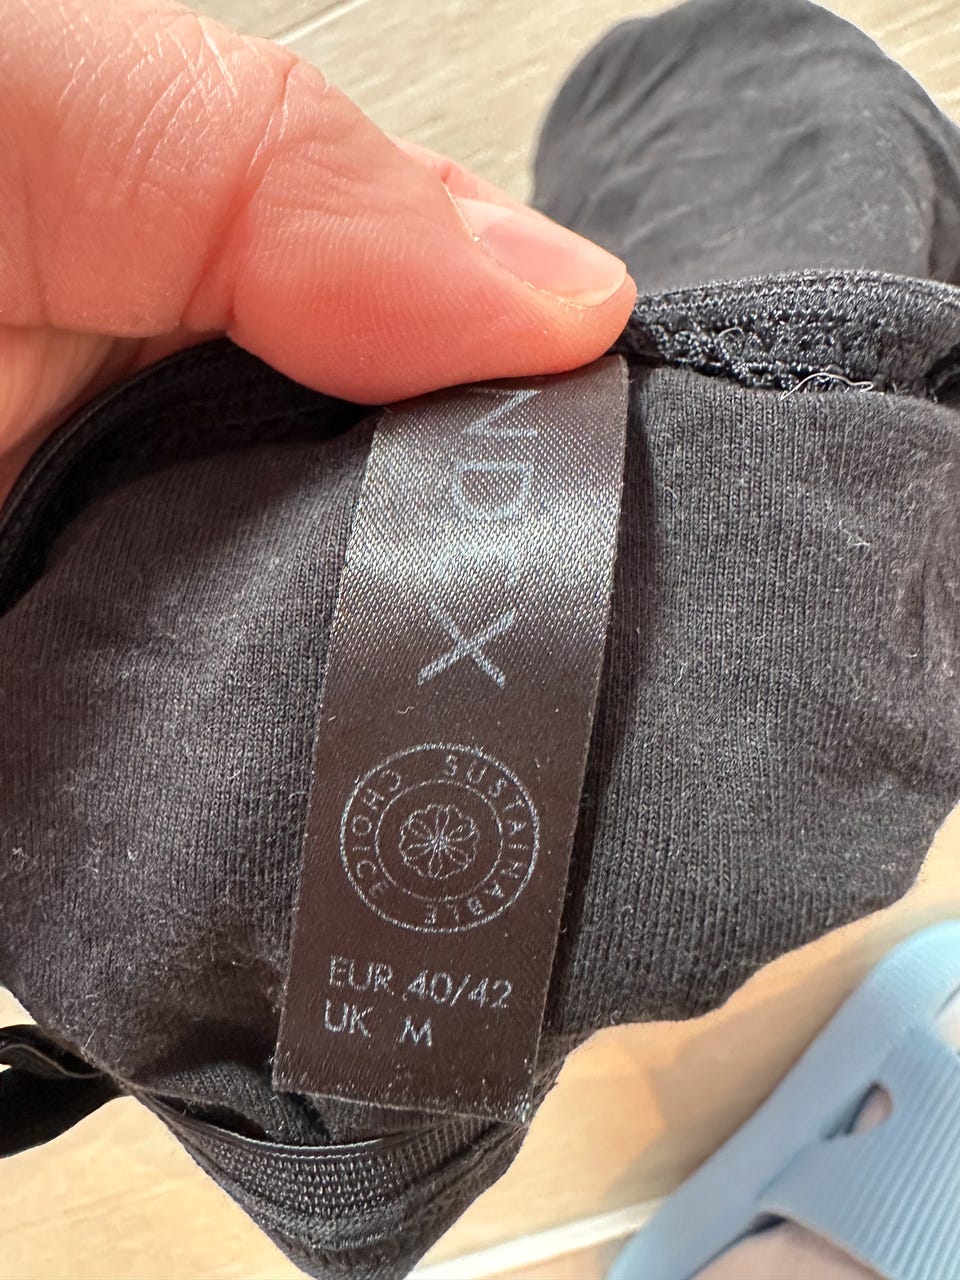 NDEX
SUSTAINABLE CHOICE
EUR 40/42
UK M